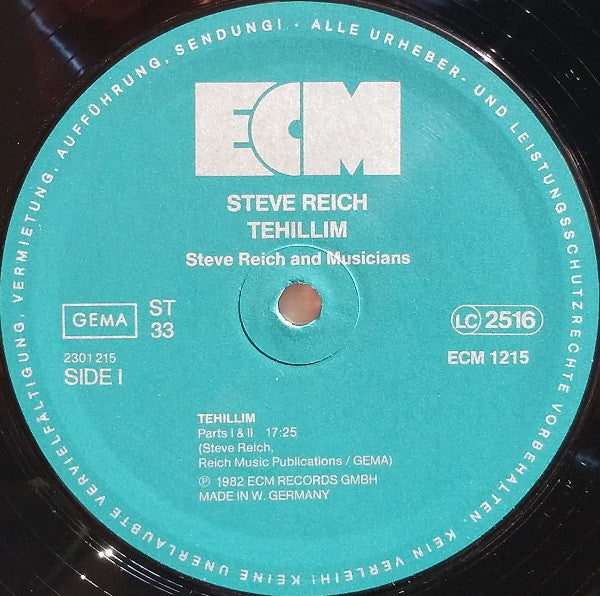 ALLE URHEBER- UND LEISTUNGSSCHUTZRECHTE VORBEHALTEN. KEIN VERLEIH! KEINE UNERLAUBTE VERVIELFÄLTIGUNG, VERMIETUNG, AUFFÜHRUNG, SENDUNG! ·
ECM
STEVE REICH
TEHILLIM
Steve Reich and Musicians
GEMA
ST
33
LC 2516
2301 215
SIDE I
ECM 1215
TEHILLIM
Parts I & II 17:25
(Steve Reich,
Reich Music Publications / GEMA)
Ⓟ 1982 ECM RECORDS GMBH
MADE IN W. GERMANY